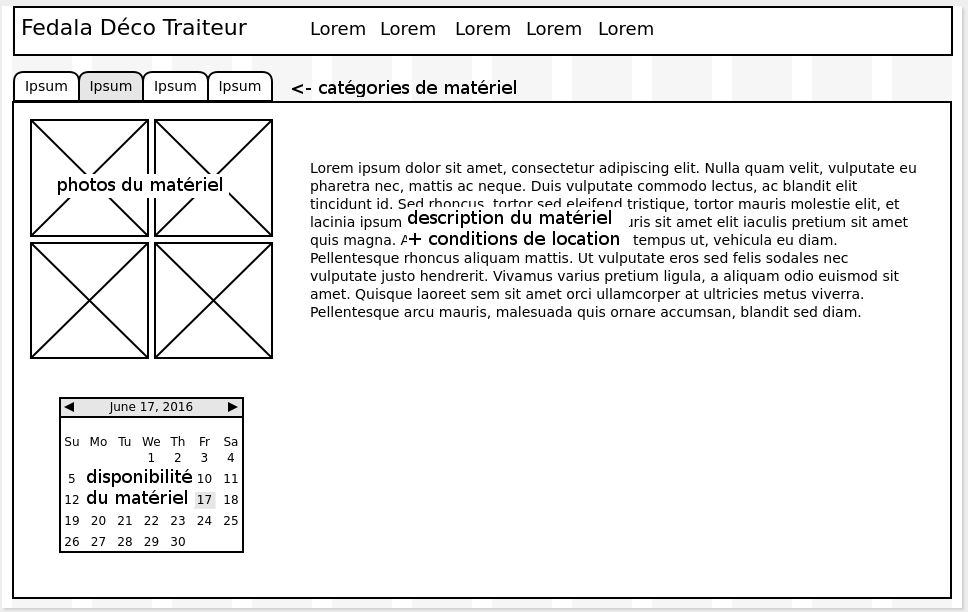 Fedala Déco Traiteur Lorem Lorem Lorem Lorem Lorem
Ipsum Ipsum Ipsum Ipsum <- catégories de matériel
photos du matériel
Lorem ipsum dolor sit amet, consectetur adipiscing elit. Nulla quam velit, vulputate eu
pharetra nec, mattis ac neque. Duis vulputate commodo lectus, ac blandit elit
tincidunt id. Sed rhoncus, tortor sed eleifend tristique, tortor mauris molestie elit, et
lacinia ipsum description du matériel uris sit amet elit iaculis pretium sit amet
quis magna. + conditions de location tempus ut, vehicula eu diam.
Pellentesque rhoncus aliquam mattis. Ut vulputate eros sed felis sodales nec
vulputate justo hendrerit. Vivamus varius pretium ligula, a aliquam odio euismod sit
amet. Quisque laoreet sem sit amet orci ullamcorper at ultricies metus viverra.
Pellentesque arcu mauris, malesuada quis ornare accumsan, blandit sed diam.
◀ June 17, 2016 ▶
Su Mo Tu We Th Fr Sa
1 2 3 4
5 disponibilité 10 11
12 du matériel 17 18
19 20 21 22 23 24 25
26 27 28 29 30